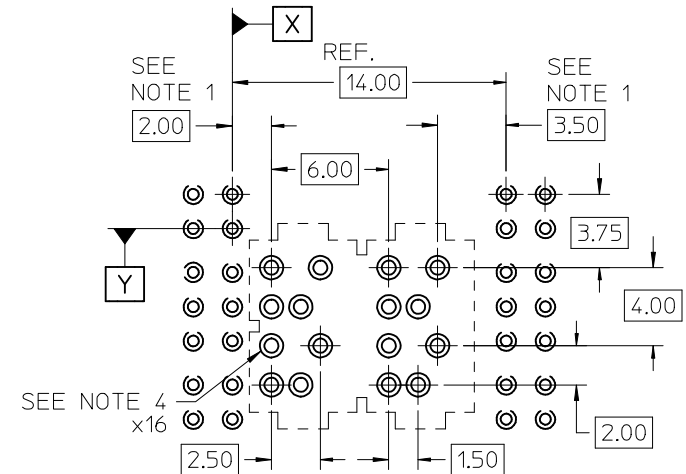 X
REF.
SEE
NOTE 1
14.00
SEE
NOTE 1
2.00
3.50
6.00
3.75
Y
4.00
SEE NOTE 4
x16
2.00
2.50
1.50